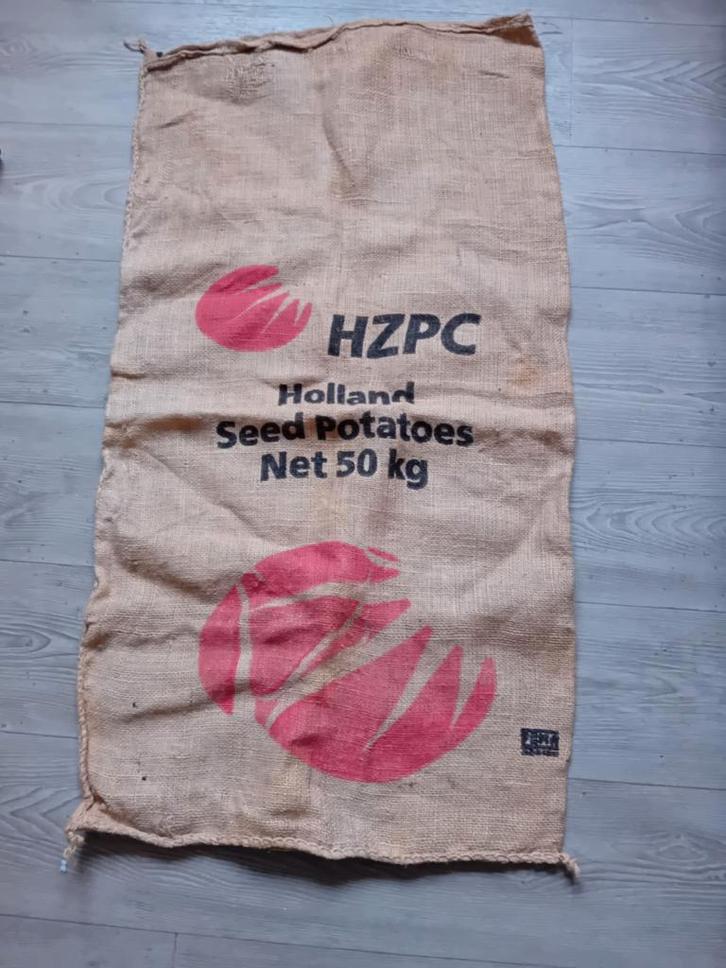 HZPC
Holland
Seed Potatoes
Net 50 kg